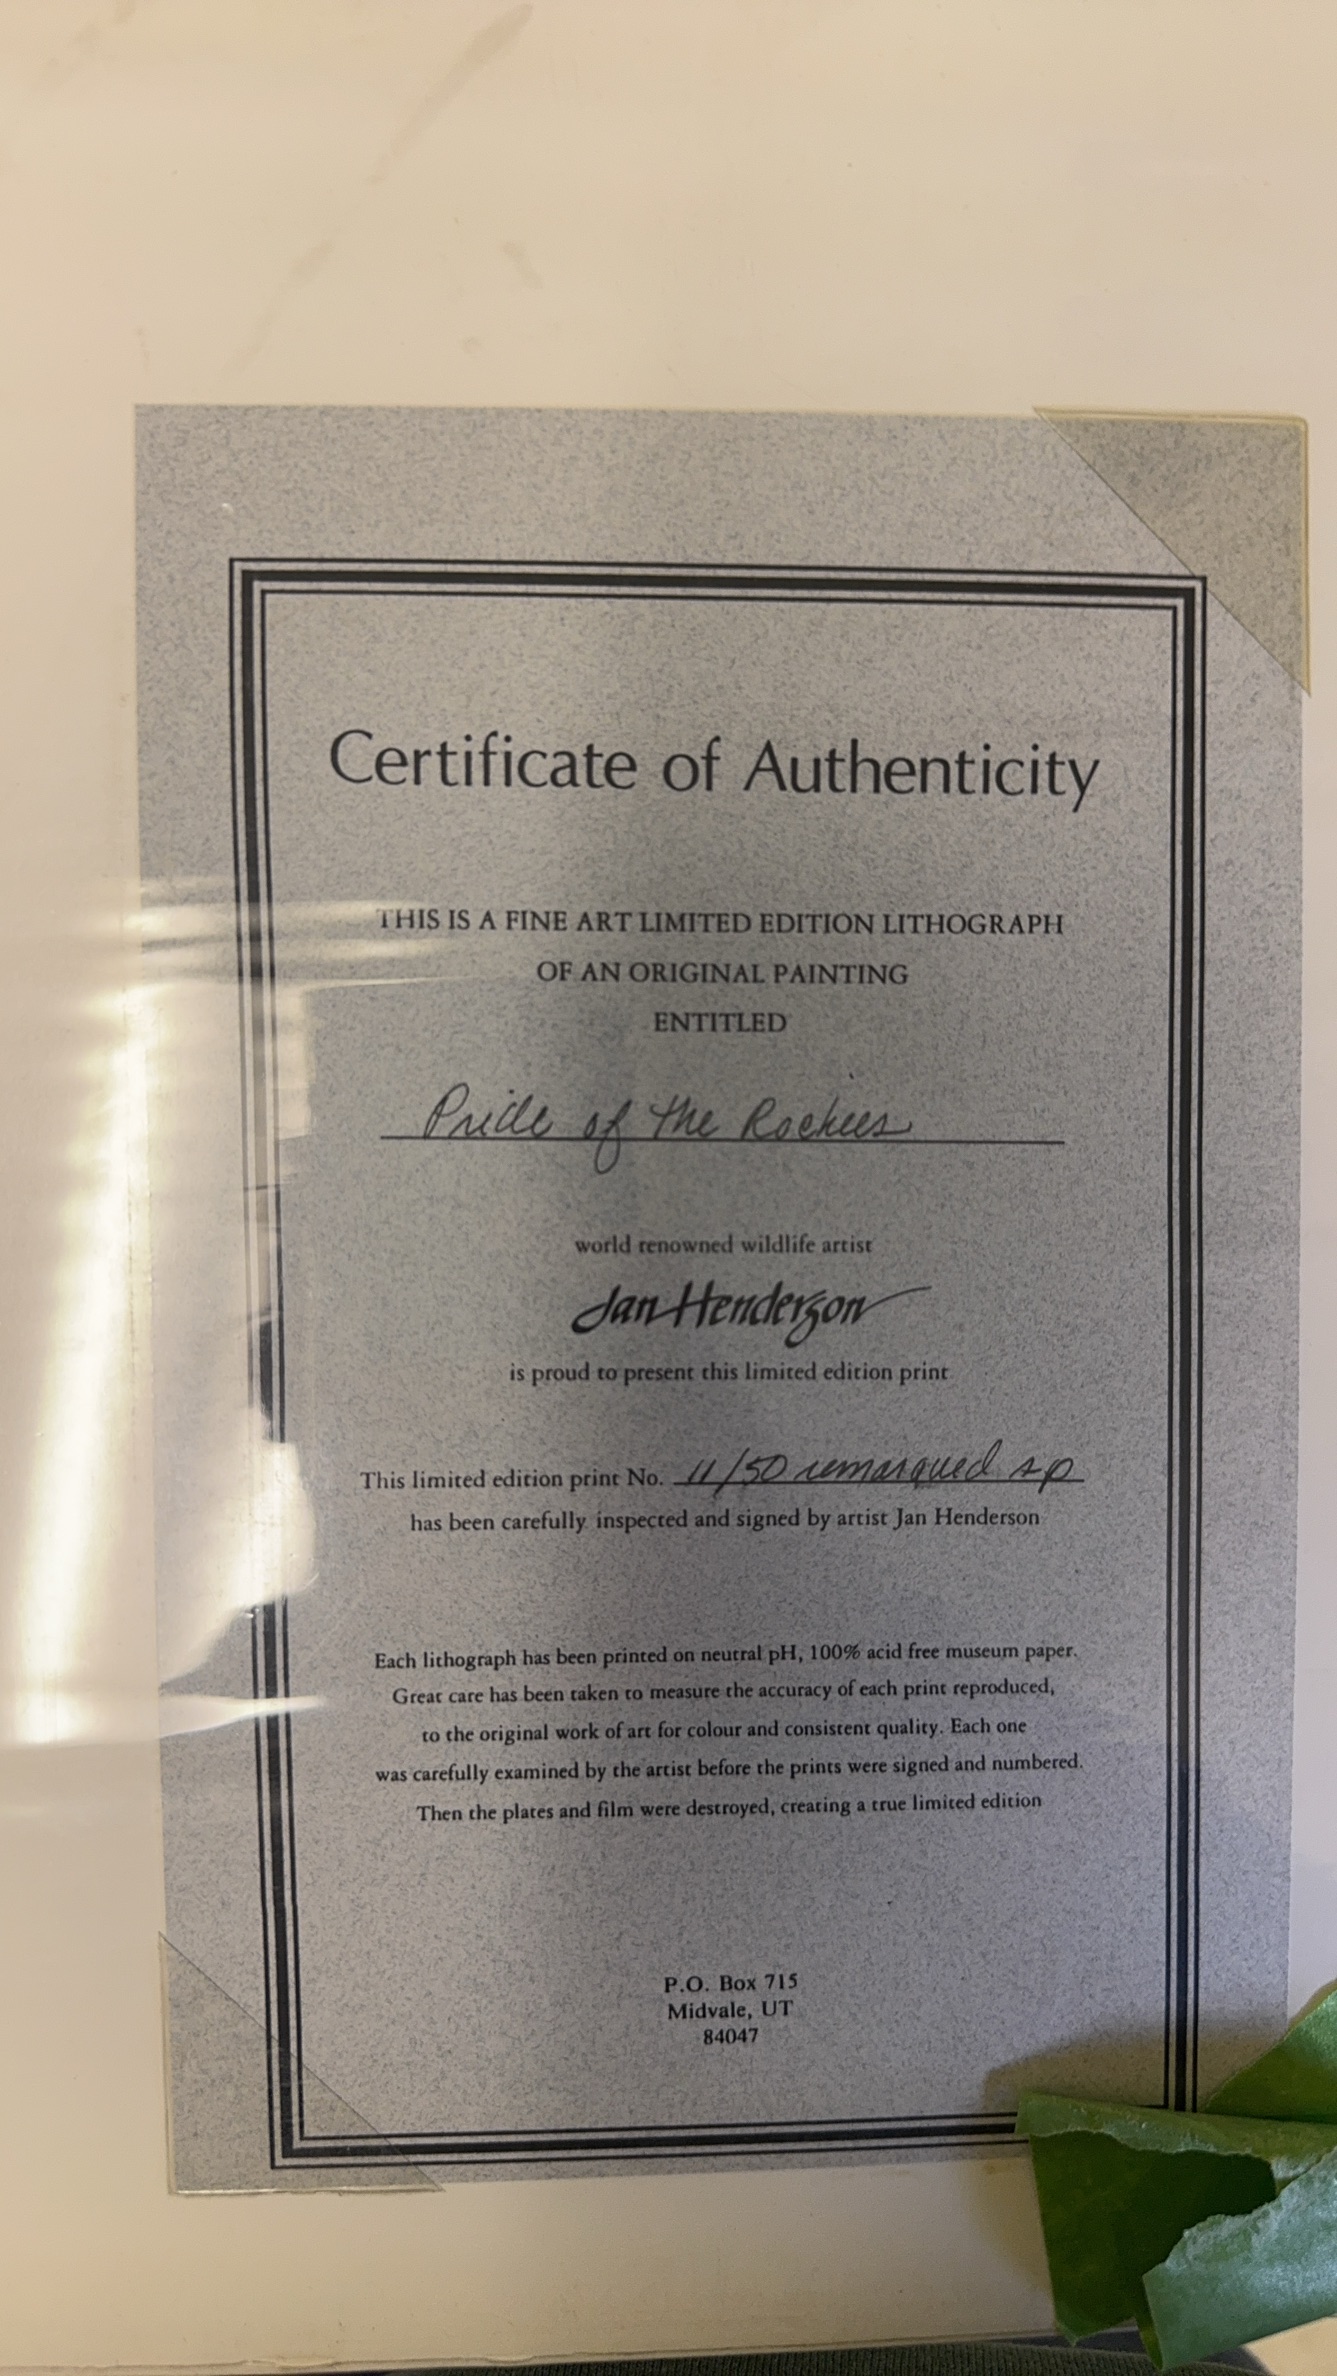 Certificate of Authenticity
THIS IS A FINE ART LIMITED EDITION LITHOGRAPH
OF AN ORIGINAL PAINTING
ENTITLED
Pride of the Rockies
world renowned wildlife artist
Jan Henderson
is proud to present this limited edition print
This limited edition print No. 11/50 remarqued
has been carefully inspected and signed by artist Jan Henderson
Each lithograph has been printed on neutral pH, 100% acid free museum paper.
Great care has been taken to measure the accuracy of each print reproduced,
to the original work of art for colour and consistent quality. Each one
was carefully examined by the artist before the prints were signed and numbered.
Then the plates and film were destroyed, creating a true limited edition
P.O. Box 715
Midvale, UT
84047